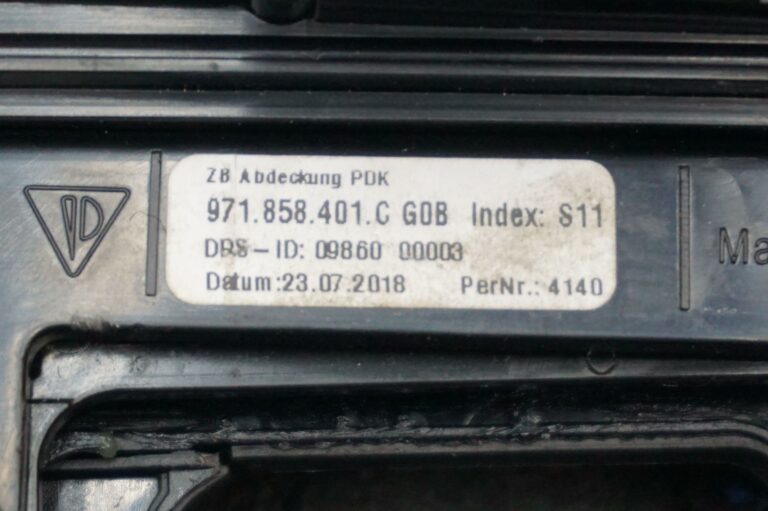 ZB Abdeckung PDK
971.858.401.C G0B Index: S11
DRS-ID: 09860 00003
Datum:23.07.2018 PerNr.: 4140